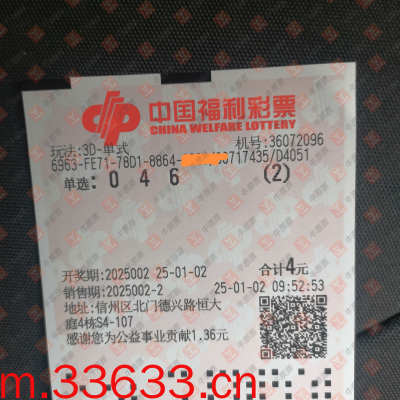 中国福利彩票
CHINA WELFARE LOTTERY
玩法:3D-单式 机号:36072096
6963-FE71-78D1-8864- 00717435/D4051
单选: 0 4 6 (2)
开奖期:2025002 25-01-02 合计4元
销售期:2025002-2 25-01-02 09:52:53
地址:信州区北门德兴路恒大
庭4栋S4-107
感谢您为公益事业贡献1.36元
m.33633.cn